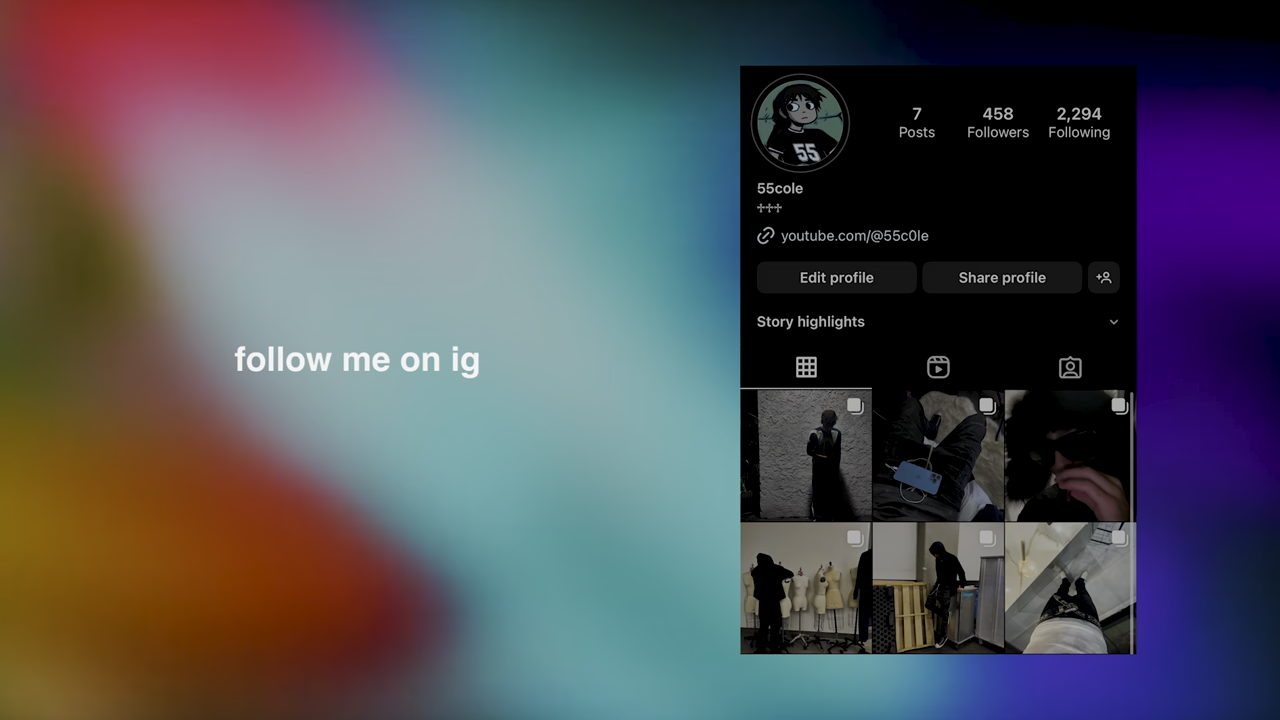 follow me on ig
55
7 458 2,294
Posts Followers Following
55cole
♱♱♱
youtube.com/@55c0le
Edit profile Share profile
Story highlights